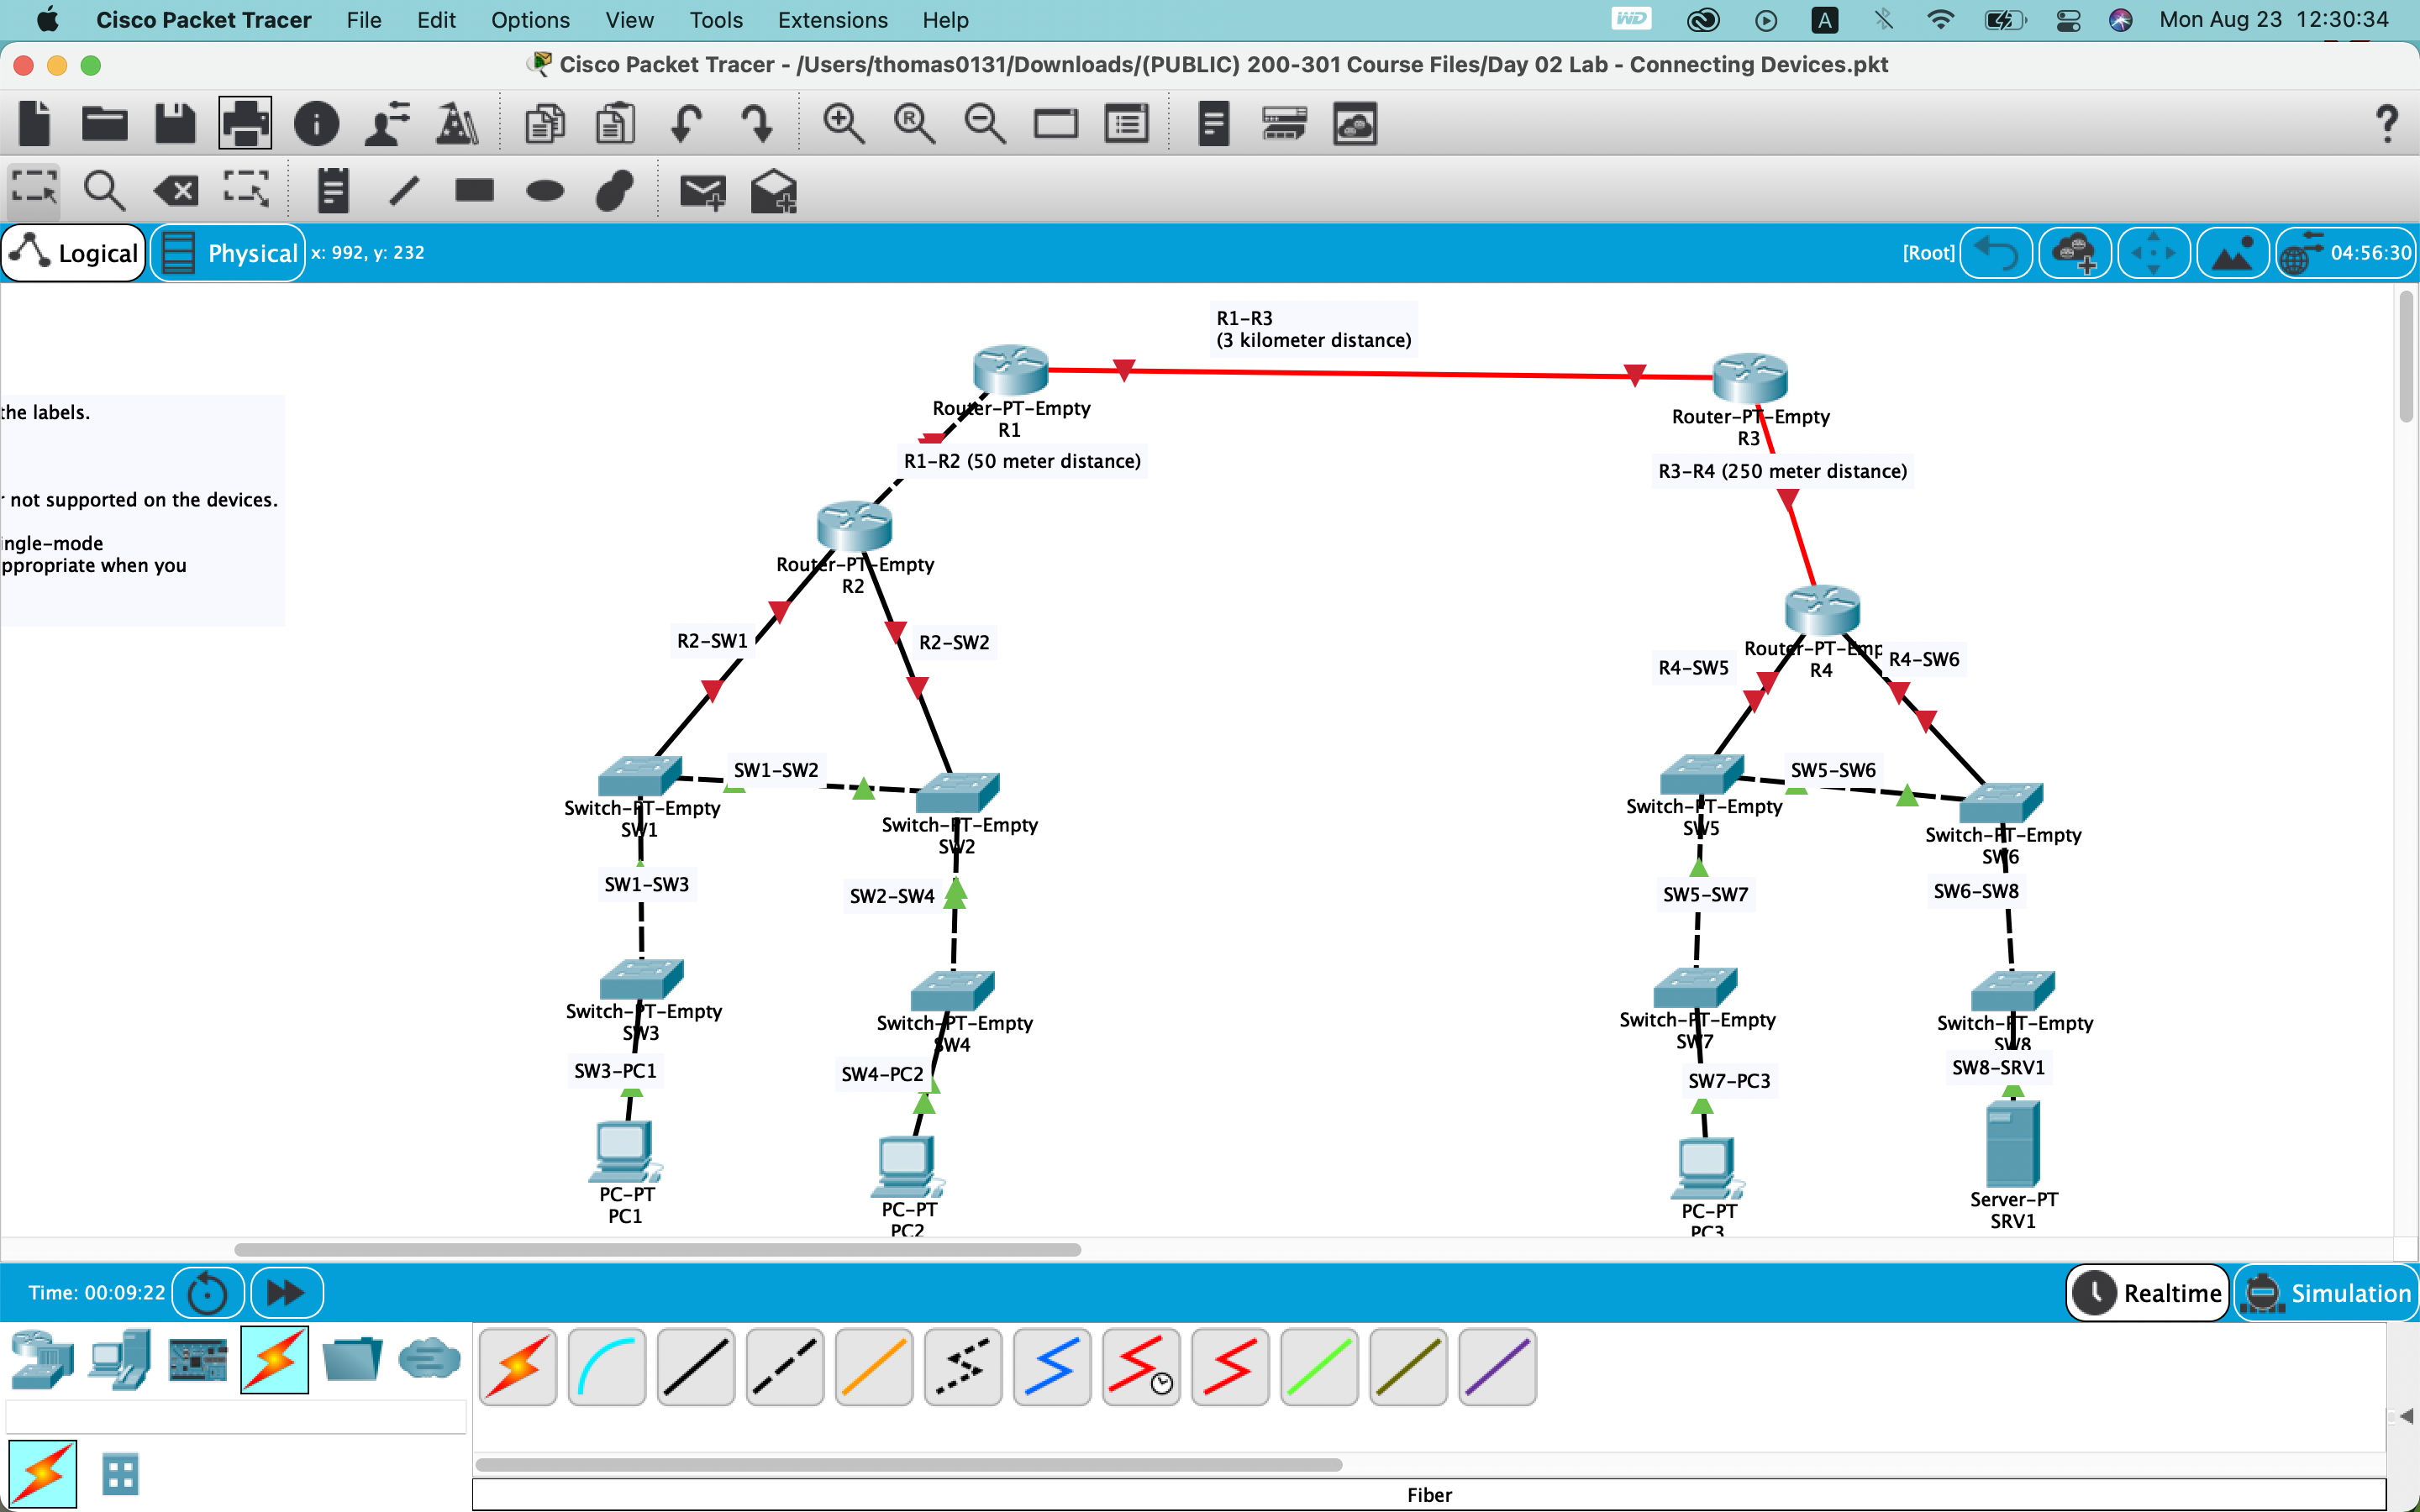 Cisco Packet Tracer File Edit Options View Tools Extensions Help WD A Mon Aug 23 12:30:34
Cisco Packet Tracer - /Users/thomas0131/Downloads/(PUBLIC) 200-301 Course Files/Day 02 Lab - Connecting Devices.pkt
Logical Physical x: 992, y: 232 [Root] 04:56:30
R1-R3
(3 kilometer distance)
the labels.
Router-PT-Empty
R1
Router-PT-Empty
R3
R1-R2 (50 meter distance)
R3-R4 (250 meter distance)
r not supported on the devices.
ingle-mode
ppropriate when you
Router-PT-Empty
R2
R2-SW1
R2-SW2
Router-PT-Emp
R4
R4-SW5
R4-SW6
SW1-SW2
SW5-SW6
Switch-PT-Empty
SW1
Switch-PT-Empty
SW2
Switch-PT-Empty
SW5
Switch-PT-Empty
SW6
SW1-SW3
SW2-SW4
SW5-SW7
SW6-SW8
Switch-PT-Empty
SW3
Switch-PT-Empty
SW4
Switch-PT-Empty
SW7
Switch-PT-Empty
SW8
SW3-PC1
SW4-PC2
SW7-PC3
SW8-SRV1
PC-PT
PC1
PC-PT
PC2
PC-PT
PC3
Server-PT
SRV1
Time: 00:09:22 Realtime Simulation
Fiber